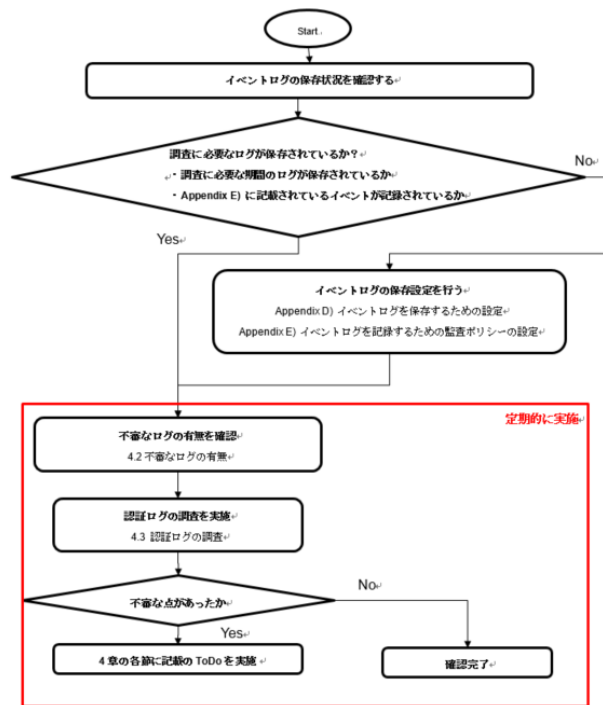 Start
イベントログの保存状況を確認する
調査に必要なログが保存されているか？
・調査に必要な期間のログが保存されているか
・Appendix E) に記載されているイベントが記録されているか
No
Yes
イベントログの保存設定を行う
Appendix D) イベントログを保存するための設定
Appendix E) イベントログを記録するための監査ポリシーの設定
定期的に実施
不審なログの有無を確認
4.2 不審なログの有無
認証ログの調査を実施
4.3 認証ログの調査
不審な点があったか
No
Yes
4 章の各節に記載の ToDo を実施
確認完了